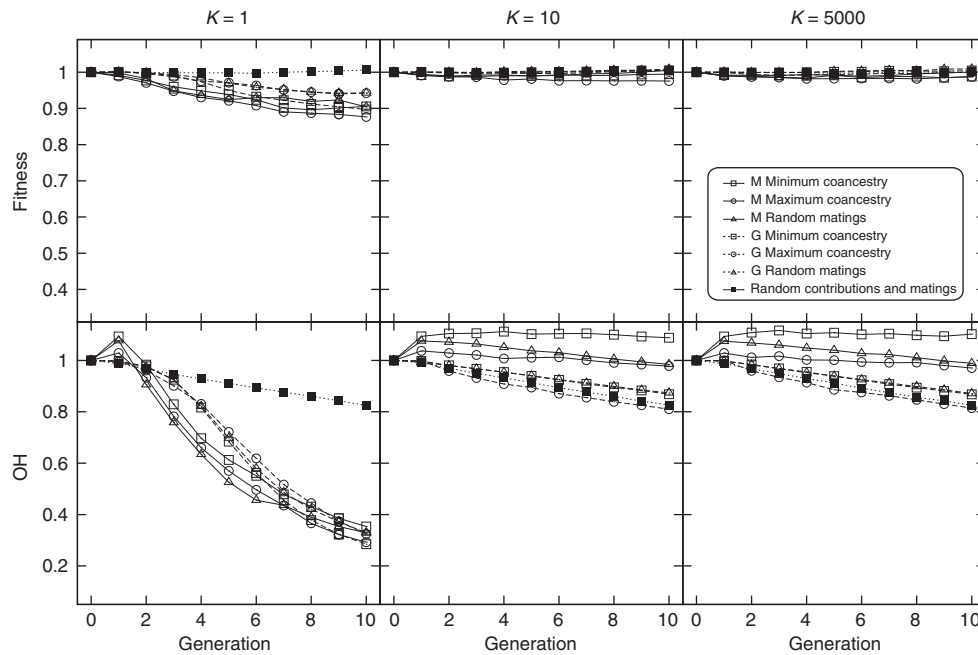 K = 1
K = 10
K = 5000
Fitness
1
0.9
0.8
0.7
0.6
0.5
0.4
M Minimum coancestry
M Maximum coancestry
M Random matings
G Minimum coancestry
G Maximum coancestry
G Random matings
Random contributions and matings
OH
1
0.8
0.6
0.4
0.2
0 2 4 6 8 10
0 2 4 6 8 10
0 2 4 6 8 10
Generation
Generation
Generation